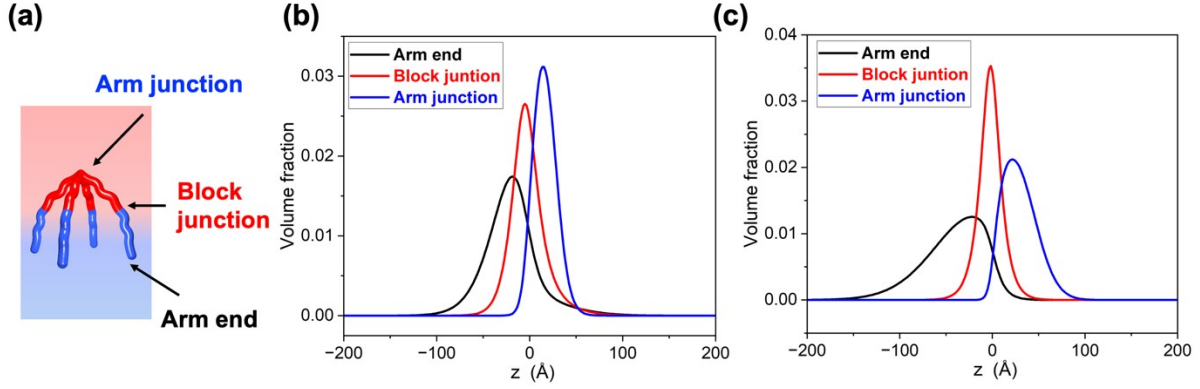 (a)
Arm junction
Block
junction
Arm end
(b)
Arm end
Block juntion
Arm junction
Volume fraction
0.03
0.02
0.01
0.00
−200 −100 0 100 200
z (Å)
(c)
Arm end
Block juntion
Arm junction
Volume fraction
0.04
0.03
0.02
0.01
0.00
−200 −100 0 100 200
z (Å)